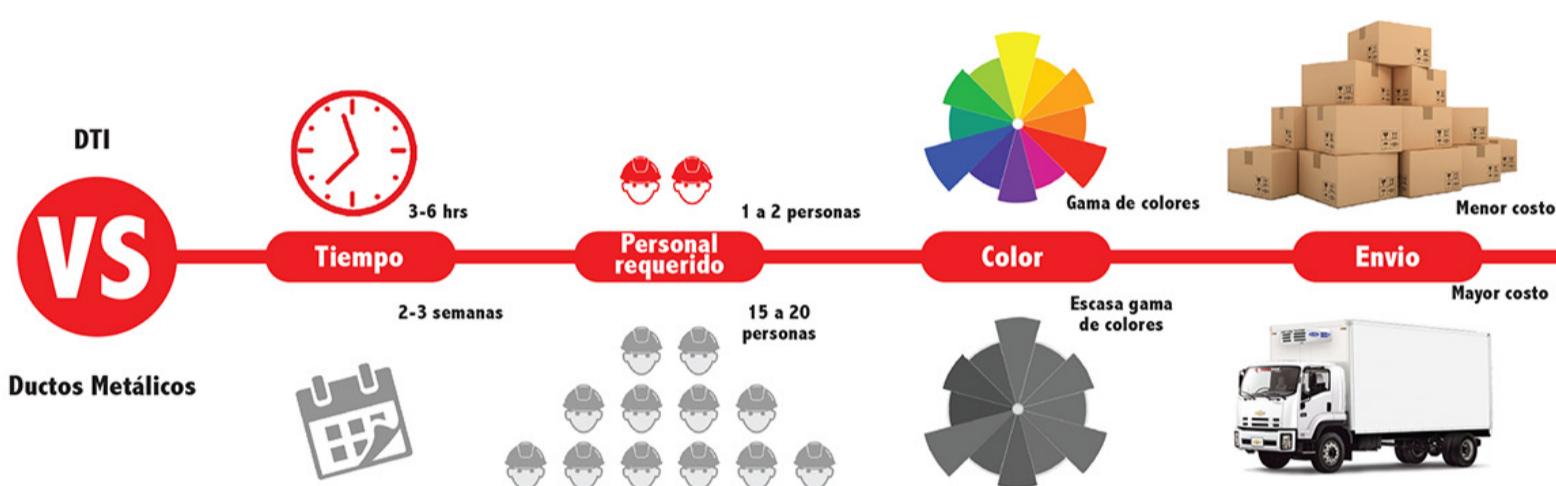 DTI
VS
Ductos Metálicos
3-6 hrs
Tiempo
2-3 semanas
1 a 2 personas
Personal
requerido
15 a 20
personas
Gama de colores
Color
Escasa gama
de colores
Menor costo
Envio
Mayor costo